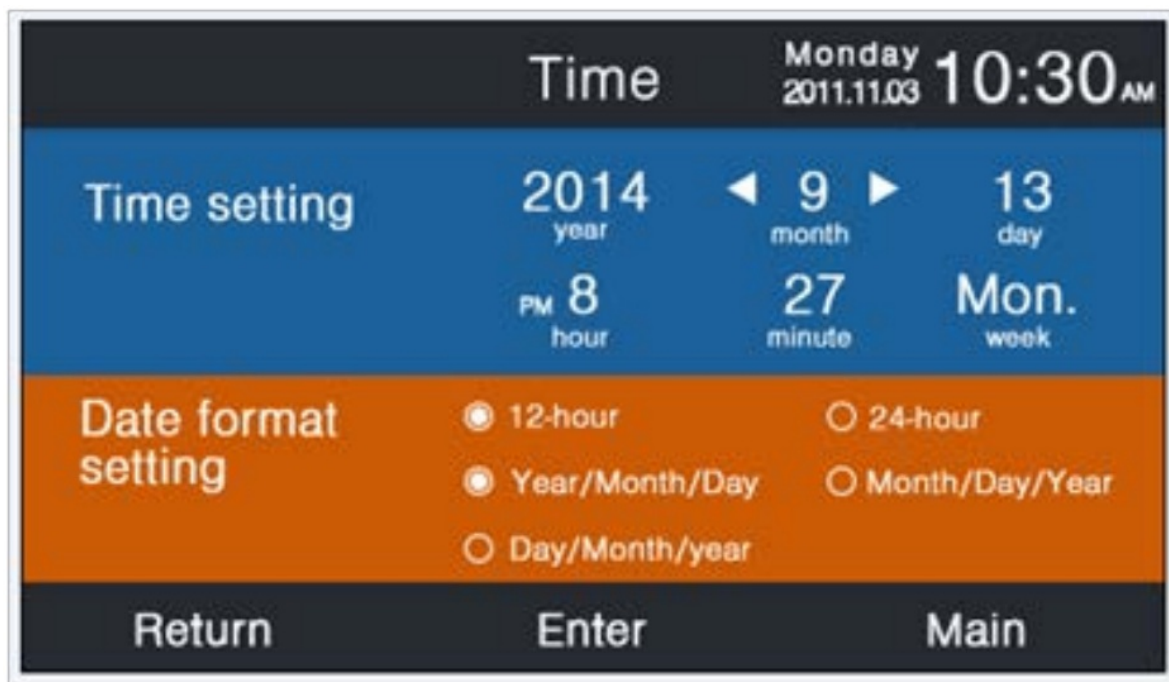 Time
Monday
2011.11.03
10:30 AM
Time setting
2014 9 13
year month day
PM 8 27 Mon.
hour minute week
Date format
setting
12-hour 24-hour
Year/Month/Day Month/Day/Year
Day/Month/year
Return Enter Main